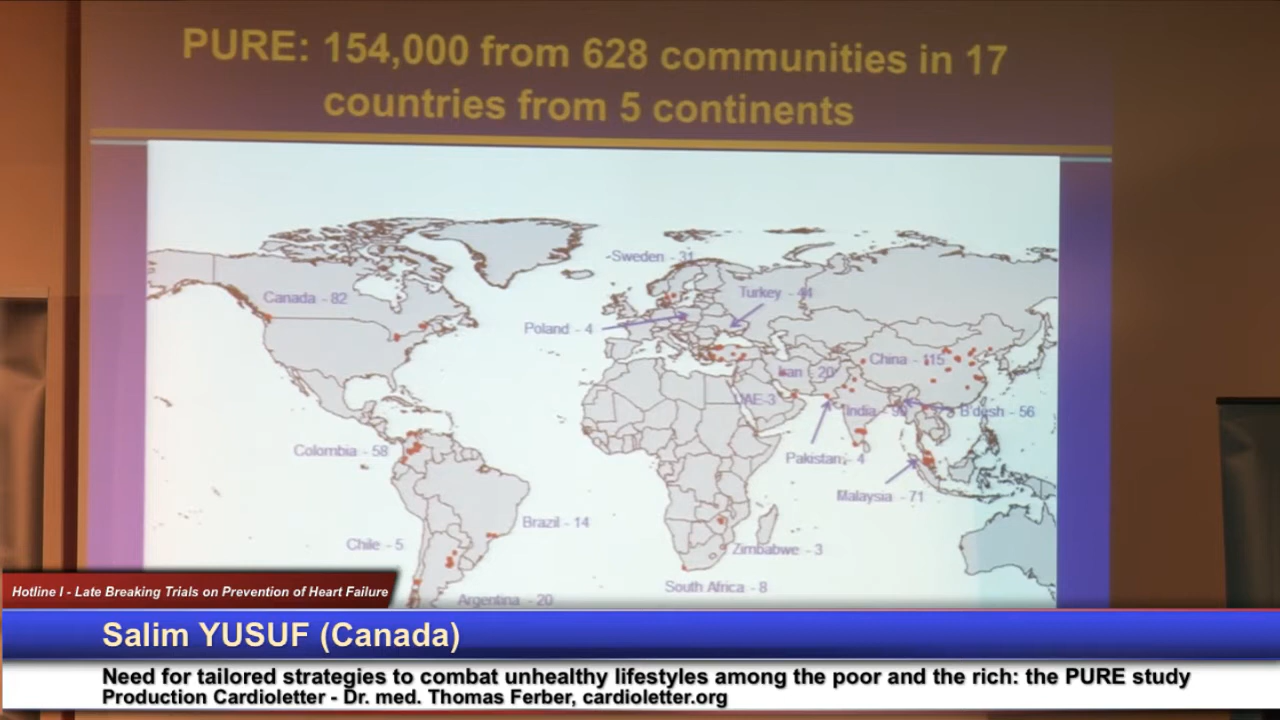 PURE: 154,000 from 628 communities in 17
countries from 5 continents
Sweden - 31
Canada - 82
Turkey - 44
Poland - 4
China - 115
Iran - 20
UAE-3
India -
B'desh - 56
Colombia - 58
Pakistan - 4
Malaysia - 71
Brazil - 14
Chile - 5
Zimbabwe - 3
South Africa - 8
Argentina - 20
Hotline I - Late Breaking Trials on Prevention of Heart Failure
Salim YUSUF (Canada)
Need for tailored strategies to combat unhealthy lifestyles among the poor and the rich: the PURE study
Production Cardioletter - Dr. med. Thomas Ferber, cardioletter.org